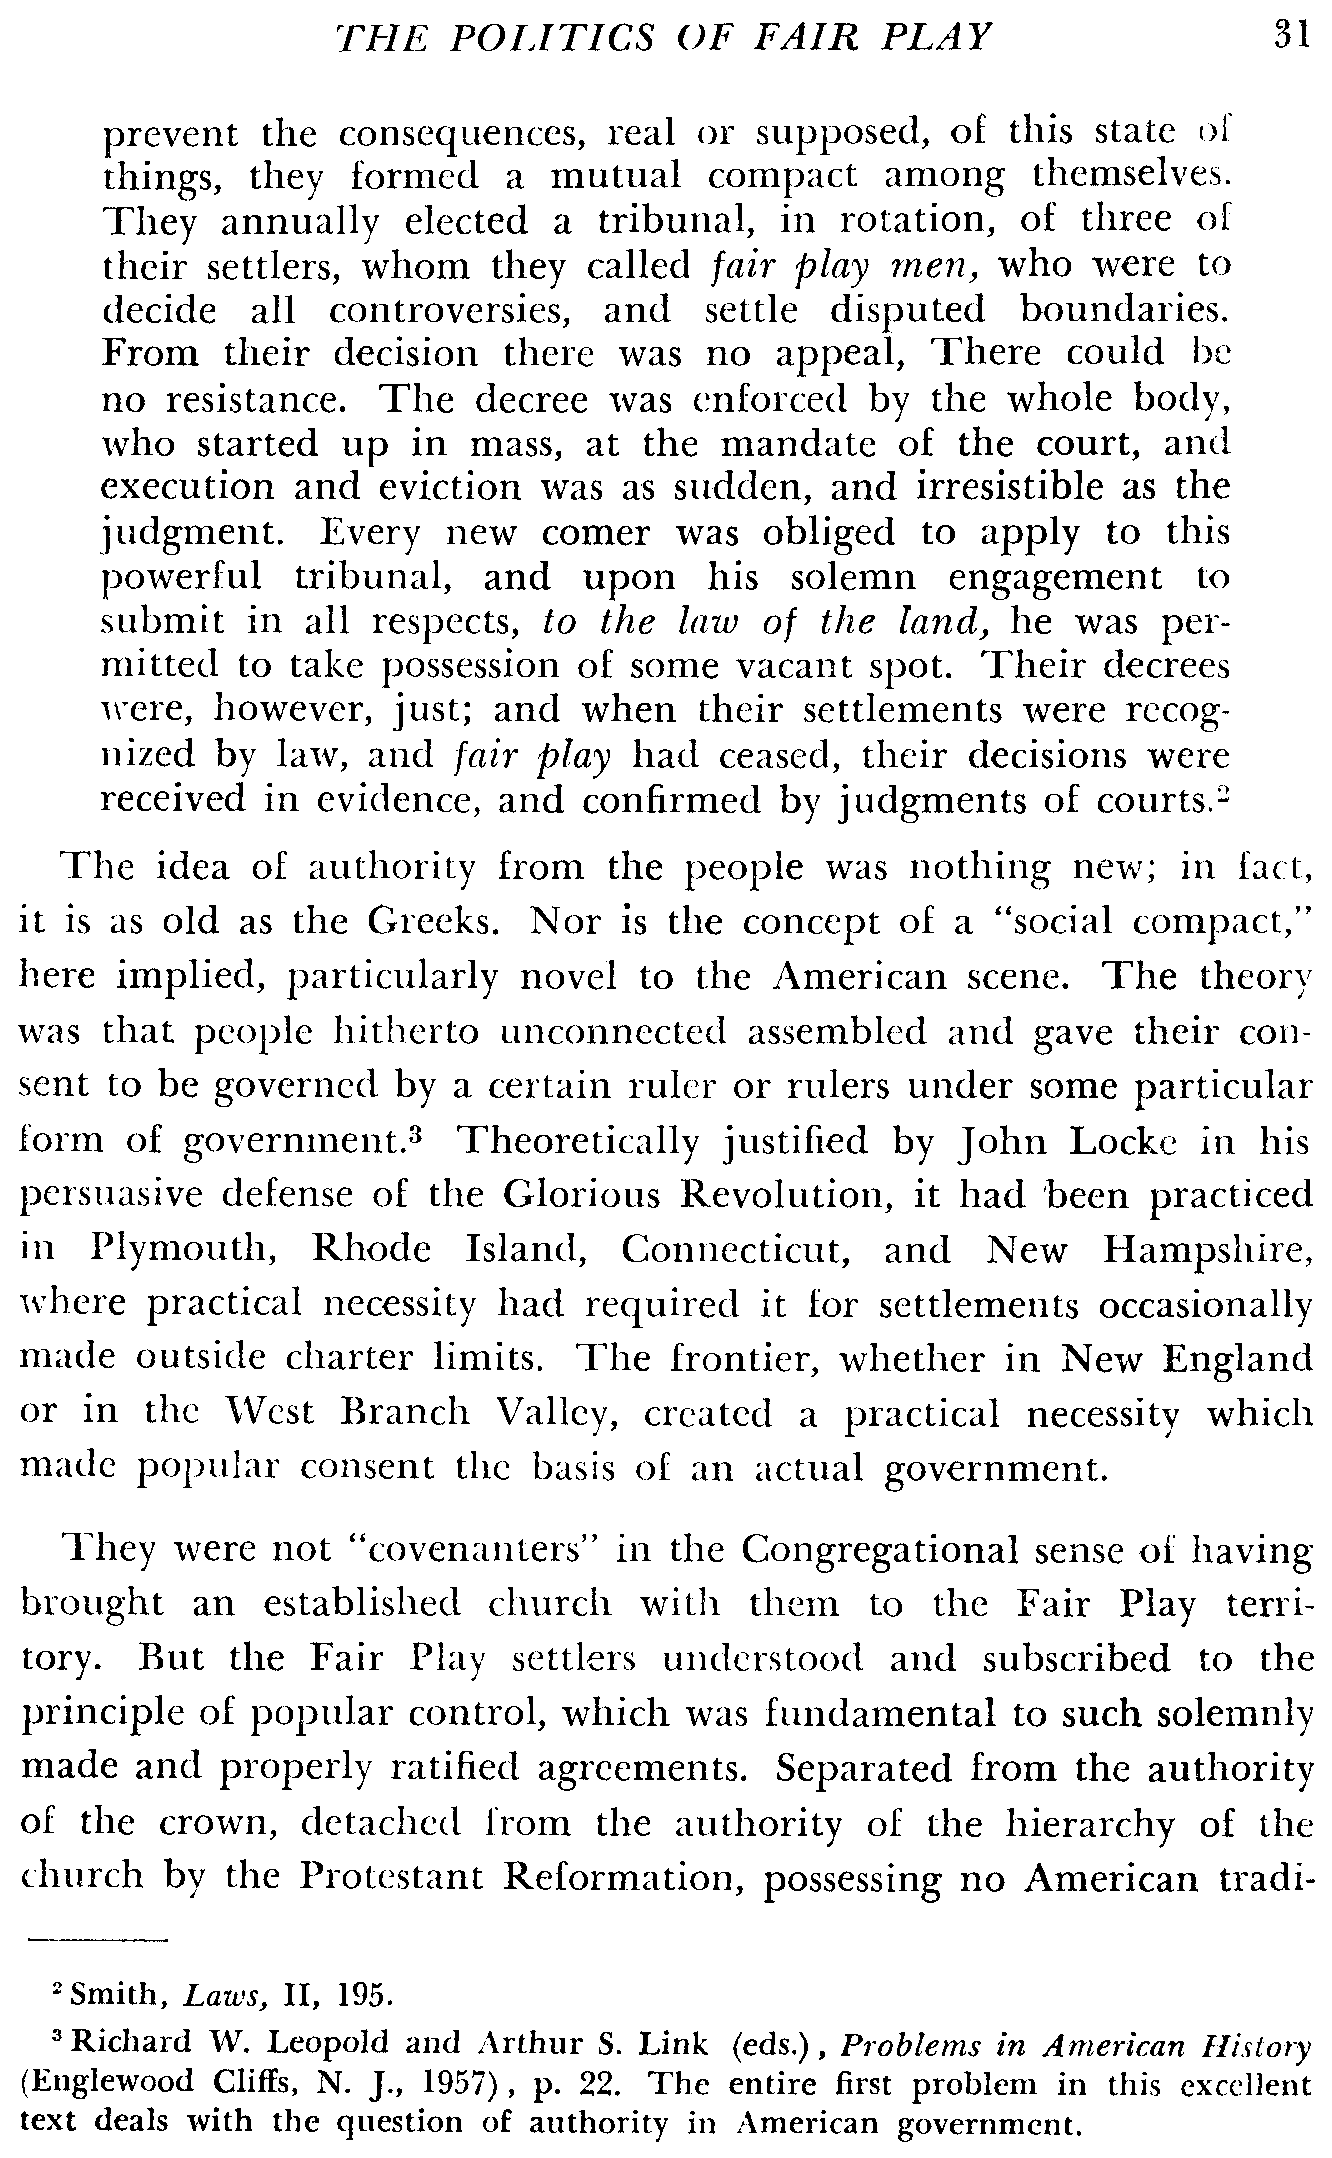 THE POLITICS OF FAIR PLAY 31
prevent the consequences, real or supposed, of this state of
things, they formed a mutual compact among themselves.
They annually elected a tribunal, in rotation, of three of
their settlers, whom they called fair play men, who were to
decide all controversies, and settle disputed boundaries.
From their decision there was no appeal, There could be
no resistance. The decree was enforced by the whole body,
who started up in mass, at the mandate of the court, and
execution and eviction was as sudden, and irresistible as the
judgment. Every new comer was obliged to apply to this
powerful tribunal, and upon his solemn engagement to
submit in all respects, to the law of the land, he was per-
mitted to take possession of some vacant spot. Their decrees
were, however, just; and when their settlements were recog-
nized by law, and fair play had ceased, their decisions were
received in evidence, and confirmed by judgments of courts.²
The idea of authority from the people was nothing new; in fact,
it is as old as the Greeks. Nor is the concept of a "social compact,"
here implied, particularly novel to the American scene. The theory
was that people hitherto unconnected assembled and gave their con-
sent to be governed by a certain ruler or rulers under some particular
form of government.³ Theoretically justified by John Locke in his
persuasive defense of the Glorious Revolution, it had been practiced
in Plymouth, Rhode Island, Connecticut, and New Hampshire,
where practical necessity had required it for settlements occasionally
made outside charter limits. The frontier, whether in New England
or in the West Branch Valley, created a practical necessity which
made popular consent the basis of an actual government.
They were not "covenanters" in the Congregational sense of having
brought an established church with them to the Fair Play terri-
tory. But the Fair Play settlers understood and subscribed to the
principle of popular control, which was fundamental to such solemnly
made and properly ratified agreements. Separated from the authority
of the crown, detached from the authority of the hierarchy of the
church by the Protestant Reformation, possessing no American tradi-
² Smith, Laws, II, 195.
³ Richard W. Leopold and Arthur S. Link (eds.), Problems in American History
(Englewood Cliffs, N. J., 1957), p. 22. The entire first problem in this excellent
text deals with the question of authority in American government.